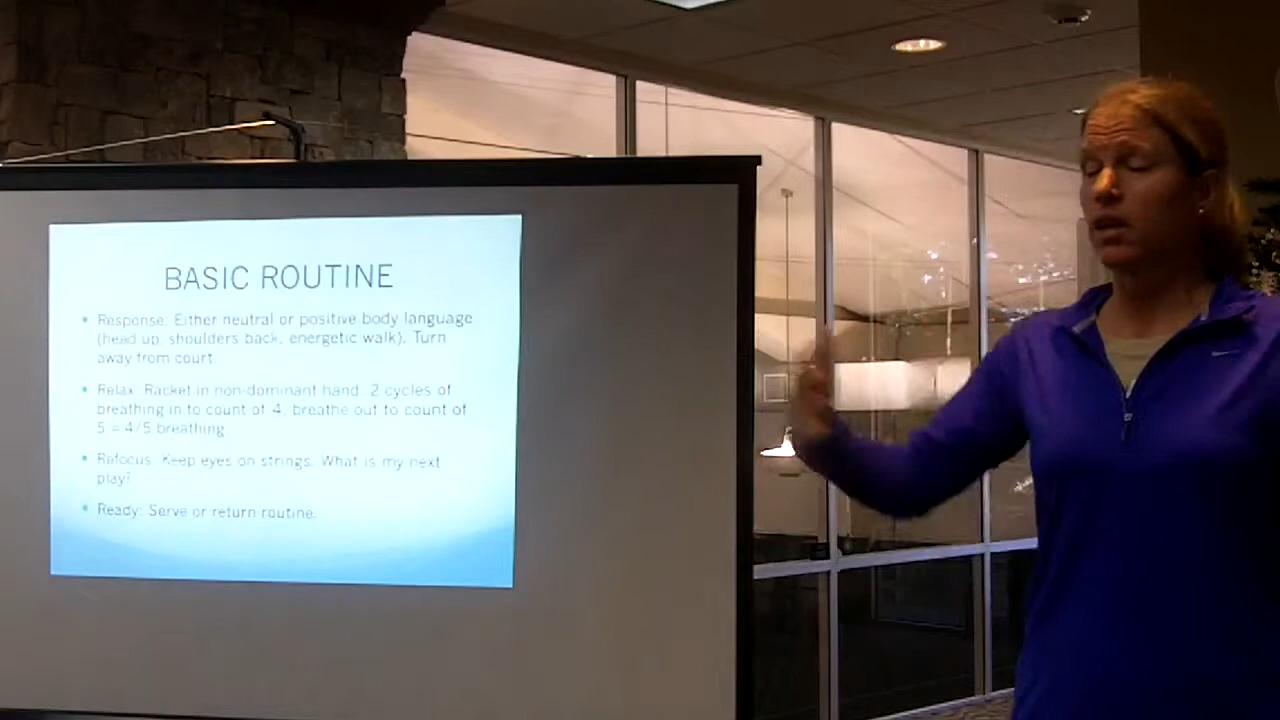 BASIC ROUTINE
• Response: Either neutral or positive body language
(head up, shoulders back, energetic walk). Turn
away from court.
• Relax: Racket in non-dominant hand. 2 cycles of
breathing in to count of 4, breathe out to count of
5 = 4/5 breathing
• Refocus: Keep eyes on strings. What is my next
play?
• Ready: Serve or return routine.